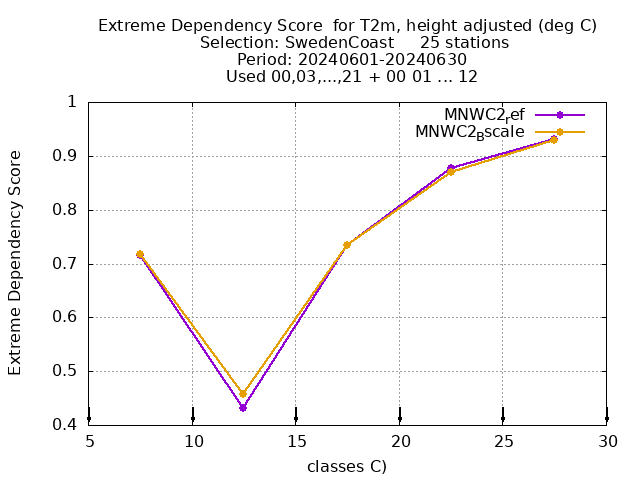 Extreme Dependency Score  for T2m, height adjusted (deg C)
Selection: SwedenCoast     25 stations
Period: 20240601-20240630
Used 00,03,...,21 + 00 01 ... 12
MNWC2_ref
MNWC2_Bscale
1
0.9
0.8
0.7
0.6
0.5
0.4
Extreme Dependency Score
5 10 15 20 25 30
classes C)